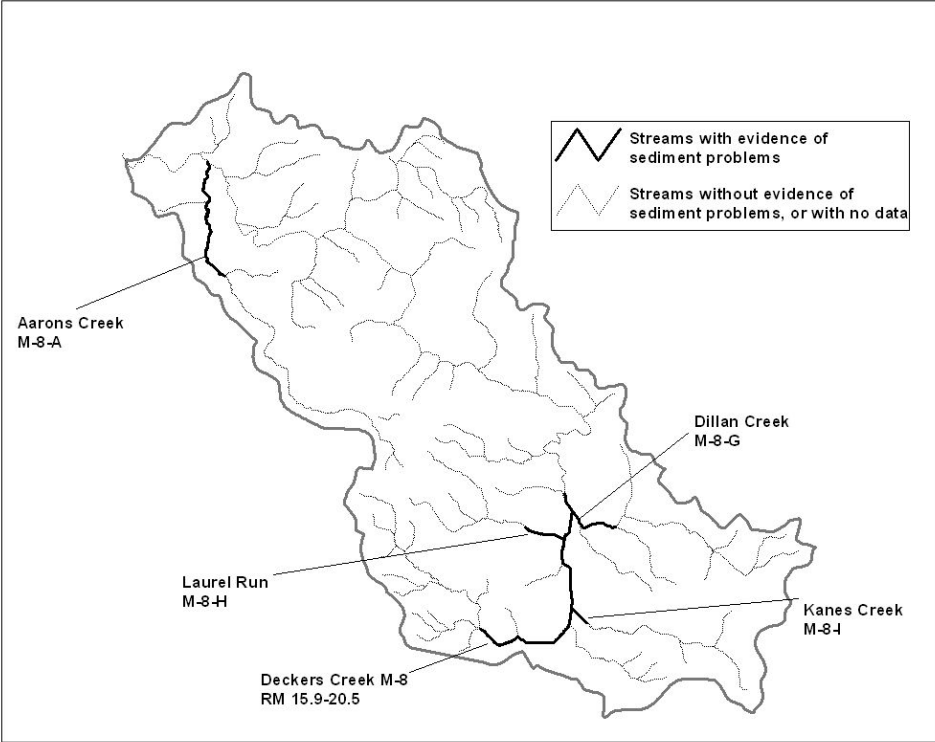 Streams with evidence of
sediment problems
Streams without evidence of
sediment problems, or with no data
Aarons Creek
M-8-A
Dillan Creek
M-8-G
Laurel Run
M-8-H
Kanes Creek
M-8-I
Deckers Creek M-8
RM 15.9-20.5